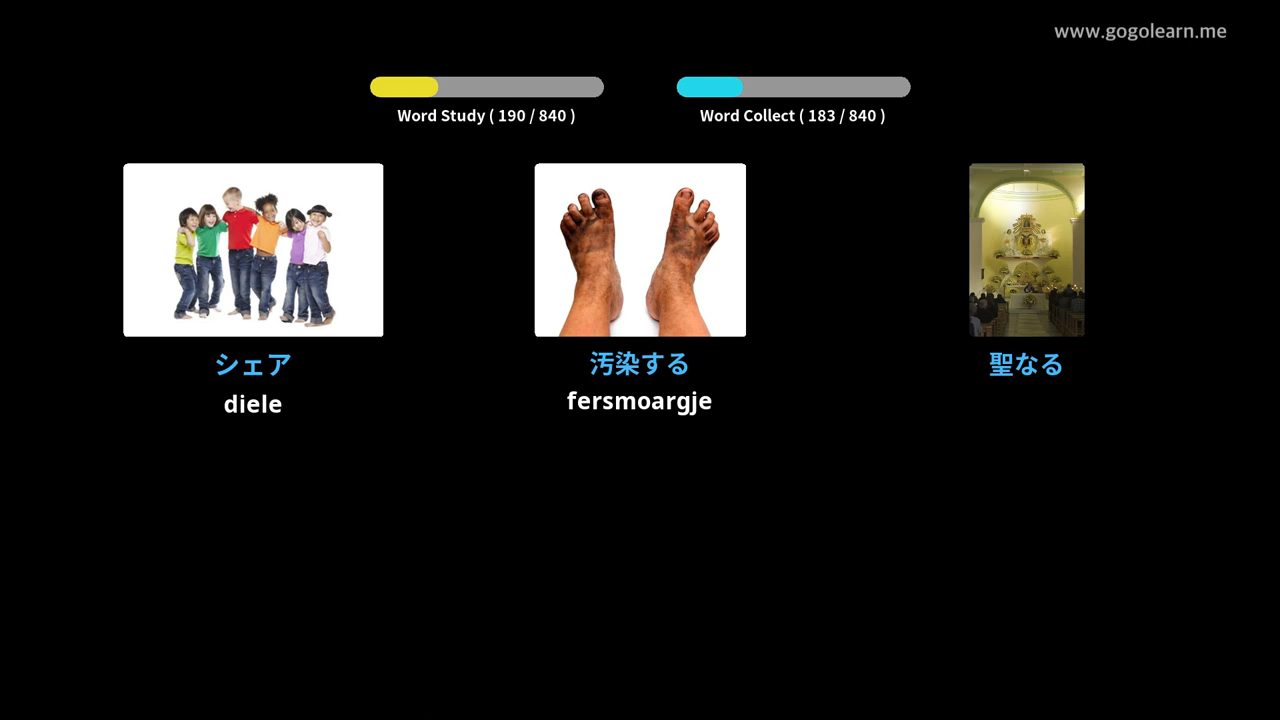 www.gogolearn.me
Word Study ( 190 / 840 )
Word Collect ( 183 / 840 )
シェア
汚染する
聖なる
diele
fersmoargje